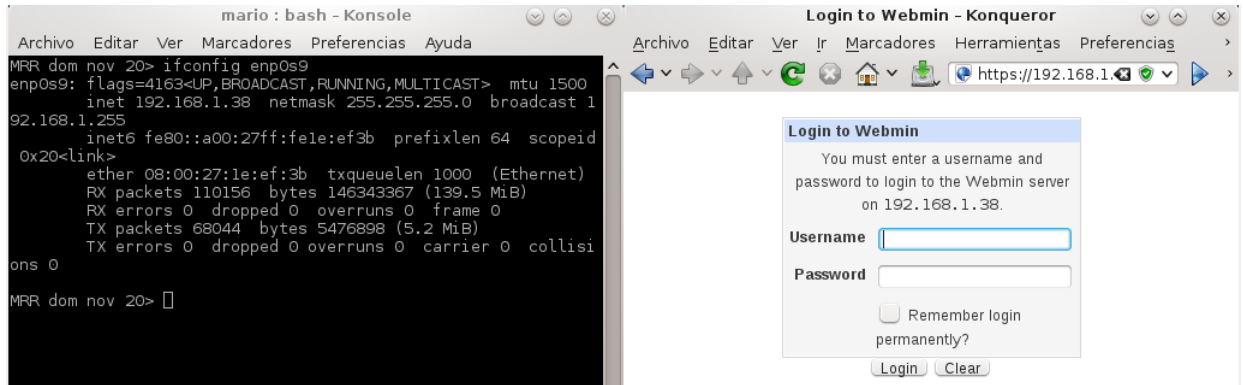 mario : bash – Konsole
Archivo Editar Ver Marcadores Preferencias Ayuda
MRR dom nov 20> ifconfig enp0s9
enp0s9: flags=4163<UP,BROADCAST,RUNNING,MULTICAST>  mtu 1500
        inet 192.168.1.38  netmask 255.255.255.0  broadcast 1
92.168.1.255
        inet6 fe80::a00:27ff:fe1e:ef3b  prefixlen 64  scopeid
 0x20<link>
        ether 08:00:27:1e:ef:3b  txqueuelen 1000  (Ethernet)
        RX packets 110156  bytes 146343367 (139.5 MiB)
        RX errors 0  dropped 0  overruns 0  frame 0
        TX packets 68044  bytes 5476898 (5.2 MiB)
        TX errors 0  dropped 0 overruns 0  carrier 0  collisi
ons 0
MRR dom nov 20>
Login to Webmin – Konqueror
Archivo Editar Ver Ir Marcadores Herramientas Preferencias
https://192.168.1.
Login to Webmin
You must enter a username and
password to login to the Webmin server
on 192.168.1.38.
Username
Password
Remember login
permanently?
Login Clear